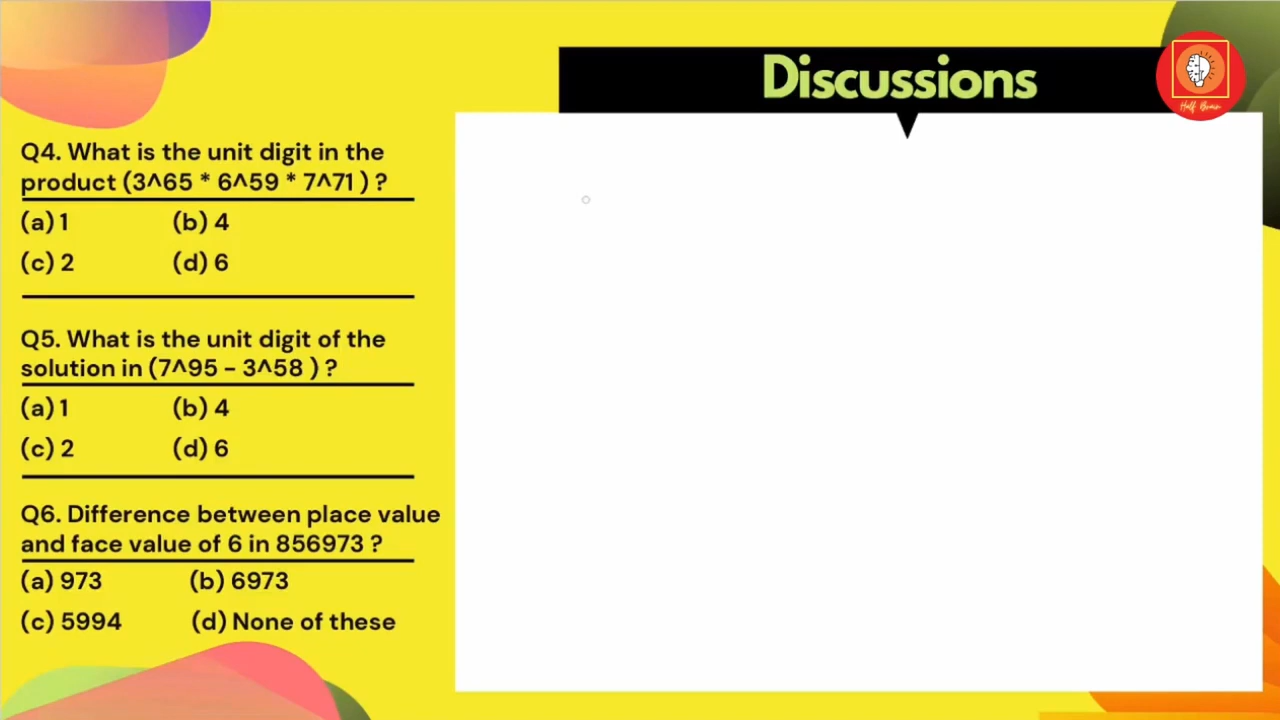 Discussions
Half Brain
Q4. What is the unit digit in the
product (3^65 * 6^59 * 7^71 ) ?
(a) 1 (b) 4
(c) 2 (d) 6
Q5. What is the unit digit of the
solution in (7^95 - 3^58 ) ?
(a) 1 (b) 4
(c) 2 (d) 6
Q6. Difference between place value
and face value of 6 in 856973 ?
(a) 973 (b) 6973
(c) 5994 (d) None of these